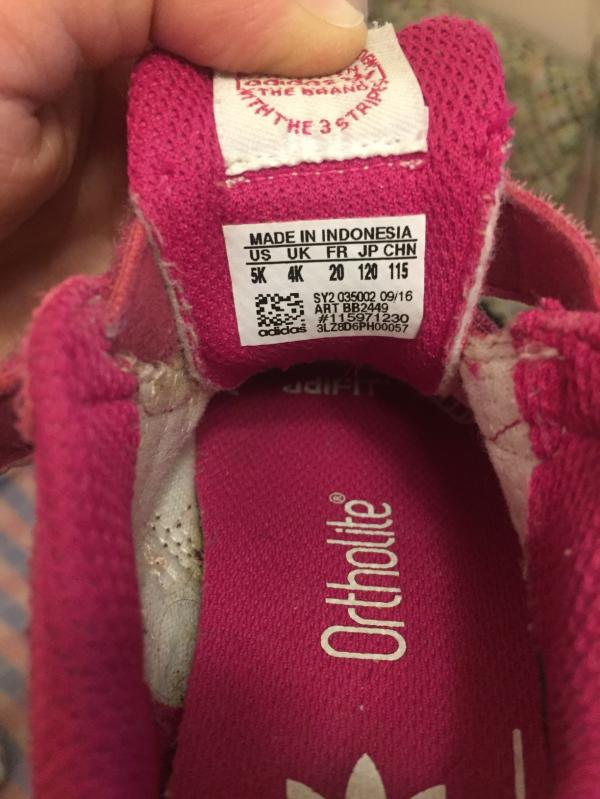 THE BRAND
WITH THE 3 STRIPES
MADE IN INDONESIA
US UK FR JP CHN
5K 4K 20 120 115
SY2 035002 09/16
ART BB2449
#115971230
adidas 3LZ8D6PH00057
adiFIT
Ortholite®